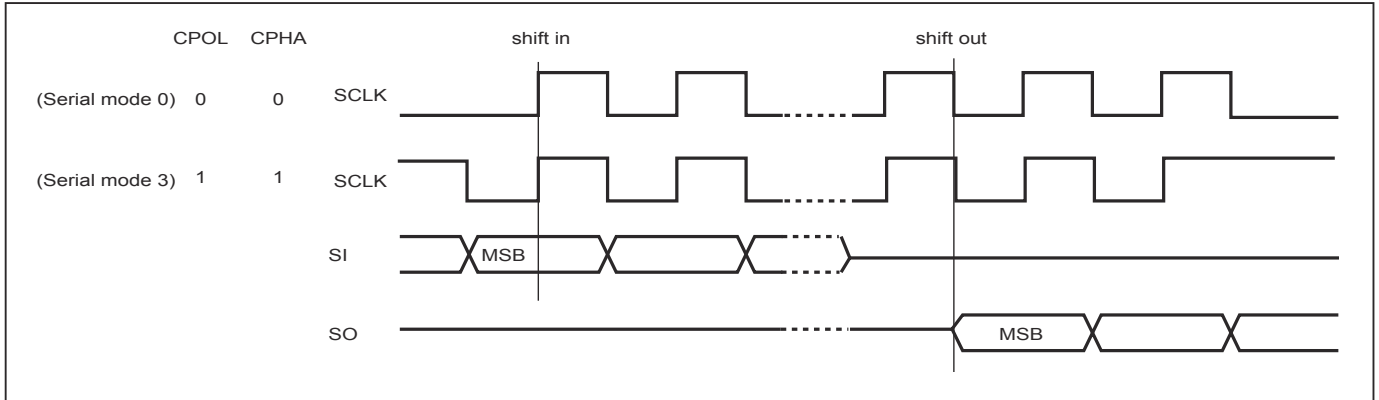 CPOL CPHA shift in shift out
(Serial mode 0) 0 0 SCLK
(Serial mode 3) 1 1 SCLK
SI MSB
SO MSB